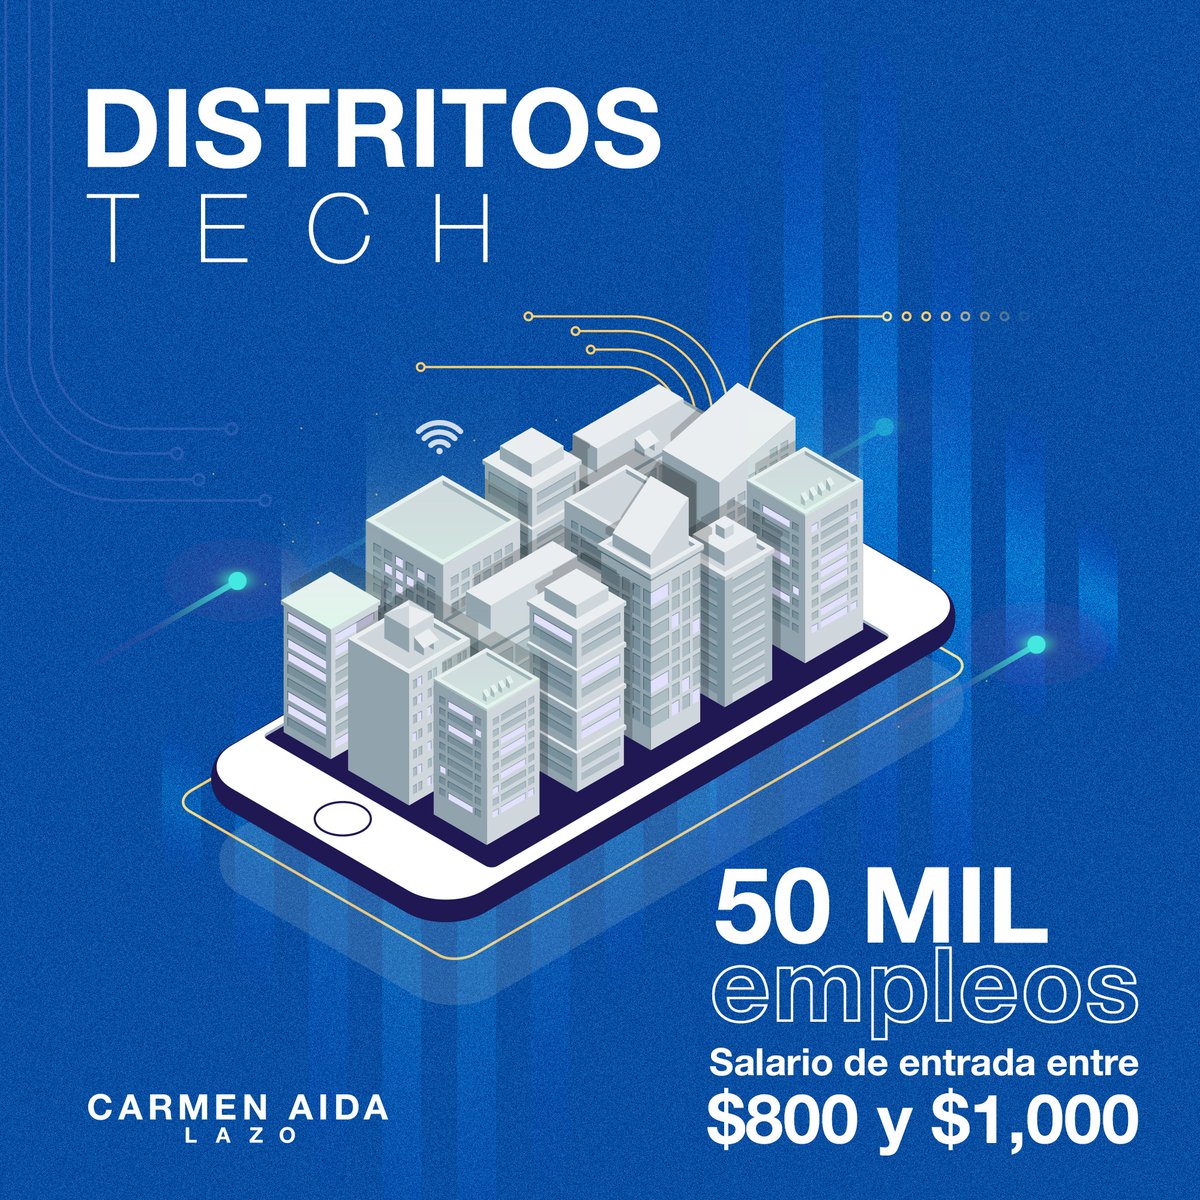 DISTRITOS
TECH
50 MIL
empleos
Salario de entrada entre
$800 y $1,000
CARMEN AIDA
LAZO